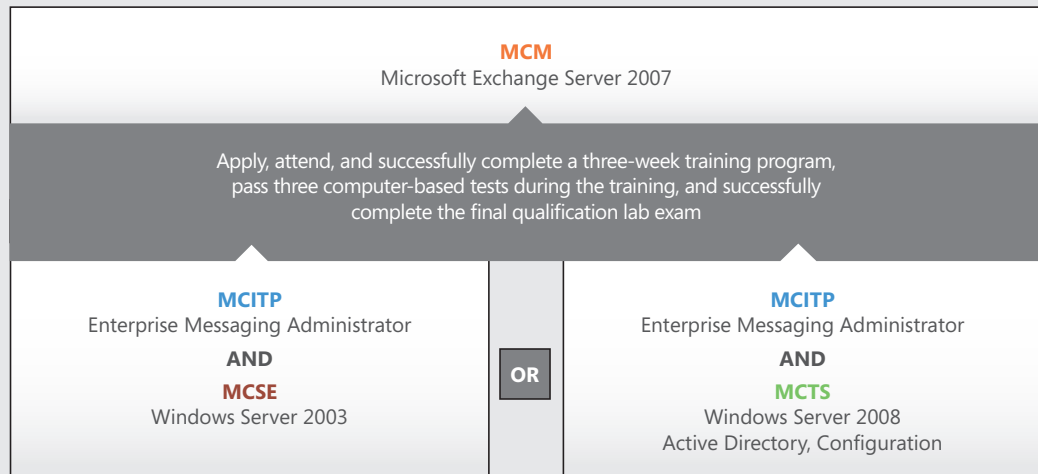 MCM
Microsoft Exchange Server 2007
Apply, attend, and successfully complete a three-week training program,
pass three computer-based tests during the training, and successfully
complete the final qualification lab exam
MCITP
Enterprise Messaging Administrator
AND
MCSE
Windows Server 2003
OR
MCITP
Enterprise Messaging Administrator
AND
MCTS
Windows Server 2008
Active Directory, Configuration